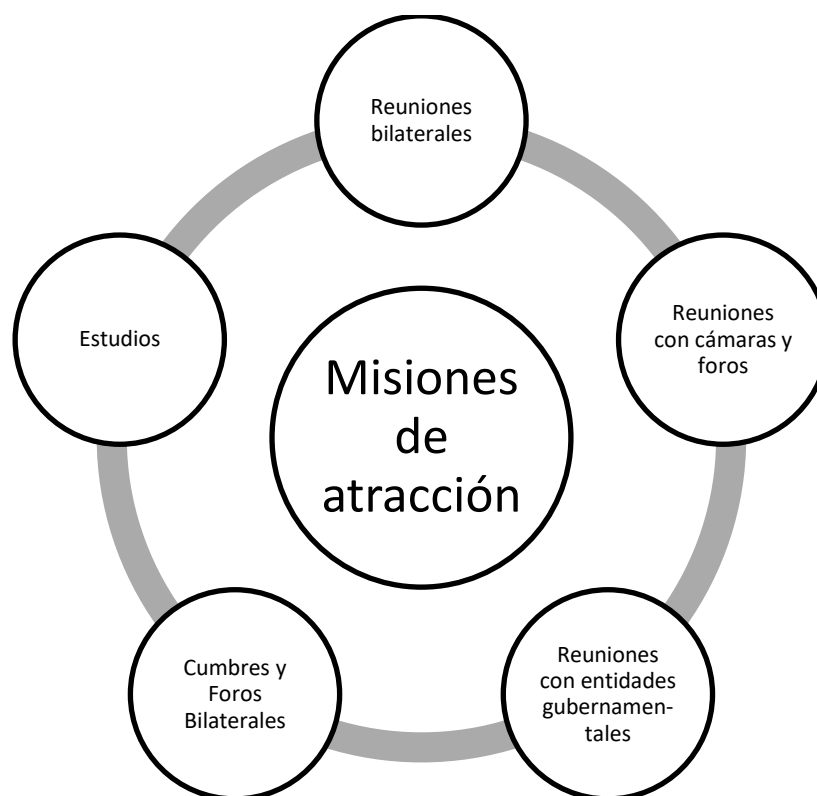 Reuniones
bilaterales
Reuniones
con cámaras y
foros
Reuniones
con entidades
gubernamen-
tales
Cumbres y
Foros
Bilaterales
Estudios
Misiones
de
atracción